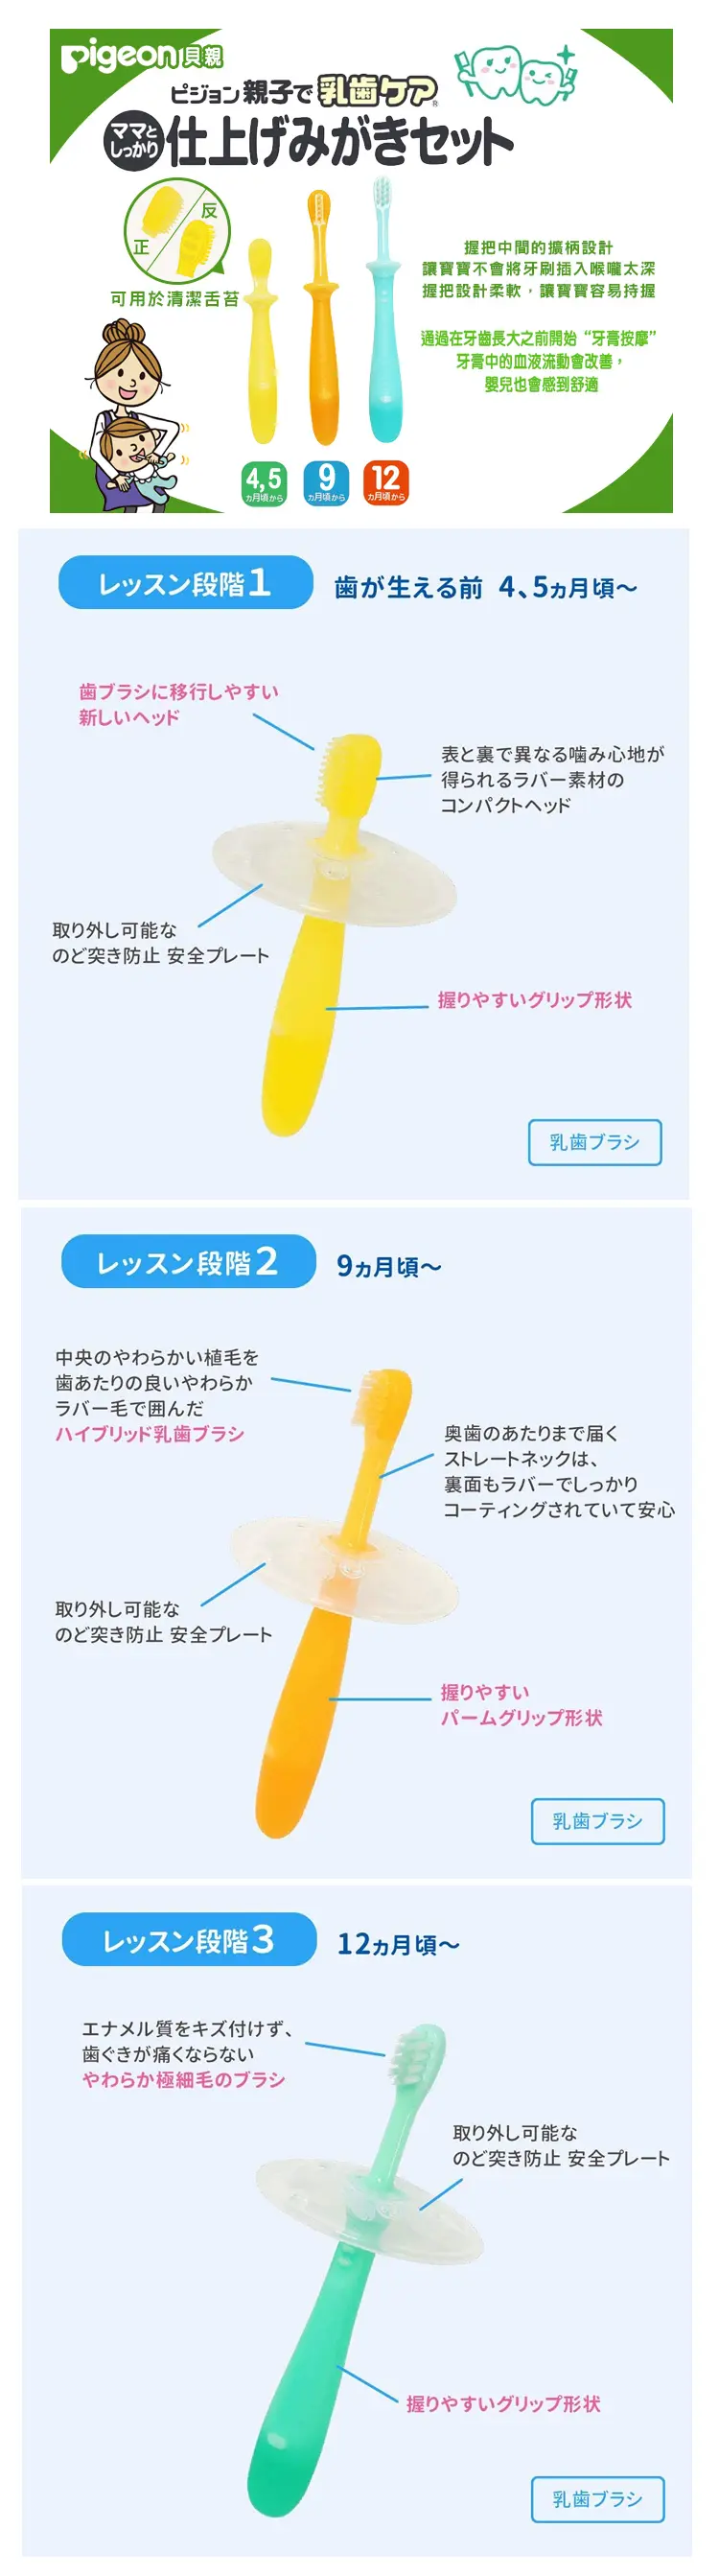 Pigeon貝親
ピジョン 親子で 乳歯ケア®
ママと
しっかり
仕上げみがきセット
反
正
可用於清潔舌苔
握把中間的擴柄設計
讓寶寶不會將牙刷插入喉嚨太深
握把設計柔軟，讓寶寶容易持握
通過在牙齒長大之前開始“牙膏按摩”
牙膏中的血液流動會改善，
嬰兒也會感到舒適
4,5
カ月頃から
9
カ月頃から
12
カ月頃から
レッスン段階1
歯が生える前 4、5ヵ月頃～
歯ブラシに移行しやすい
新しいヘッド
表と裏で異なる噛み心地が
得られるラバー素材の
コンパクトヘッド
取り外し可能な
のど突き防止 安全プレート
握りやすいグリップ形状
乳歯ブラシ
レッスン段階2
9ヵ月頃～
中央のやわらかい植毛を
歯あたりの良いやわらか
ラバー毛で囲んだ
ハイブリッド乳歯ブラシ
奥歯のあたりまで届く
ストレートネックは、
裏面もラバーでしっかり
コーティングされていて安心
取り外し可能な
のど突き防止 安全プレート
握りやすい
パームグリップ形状
乳歯ブラシ
レッスン段階3
12ヵ月頃～
エナメル質をキズ付けず、
歯ぐきが痛くならない
やわらか極細毛のブラシ
取り外し可能な
のど突き防止 安全プレート
握りやすいグリップ形状
乳歯ブラシ